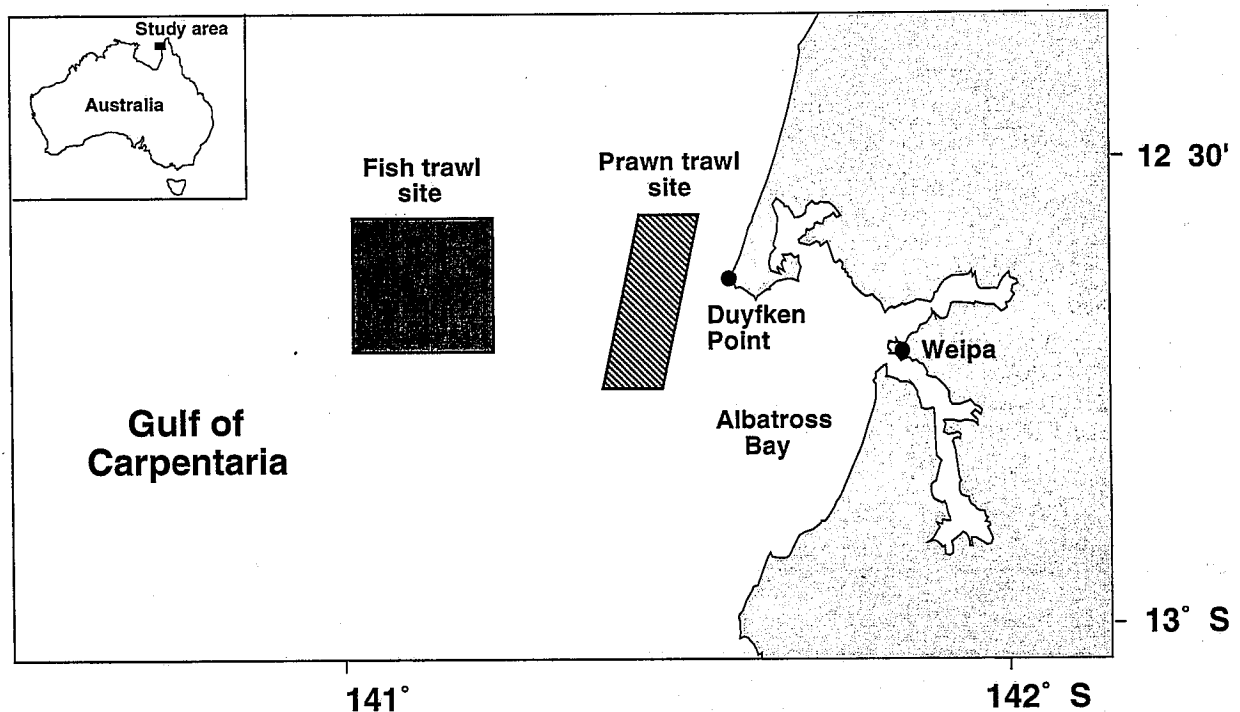 Study area
Australia
Fish trawl
site
Prawn trawl
site
12 30'
Duyfken
Point
Weipa
Albatross
Bay
Gulf of
Carpentaria
13° S
141°
142° S